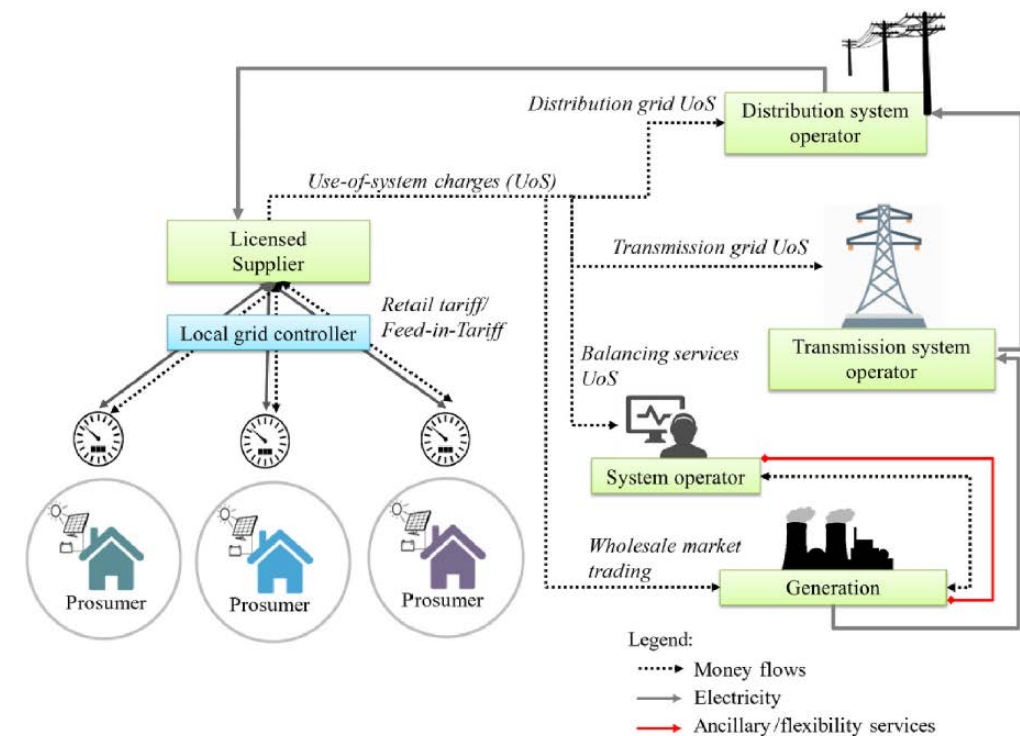 Distribution grid UoS
Distribution system
operator
Use-of-system charges (UoS)
Licensed
Supplier
Transmission grid UoS
Retail tariff/
Feed-in-Tariff
Local grid controller
Balancing services
UoS
Transmission system
operator
System operator
Wholesale market
trading
Generation
Prosumer
Prosumer
Prosumer
Legend:
Money flows
Electricity
Ancillary/flexibility services